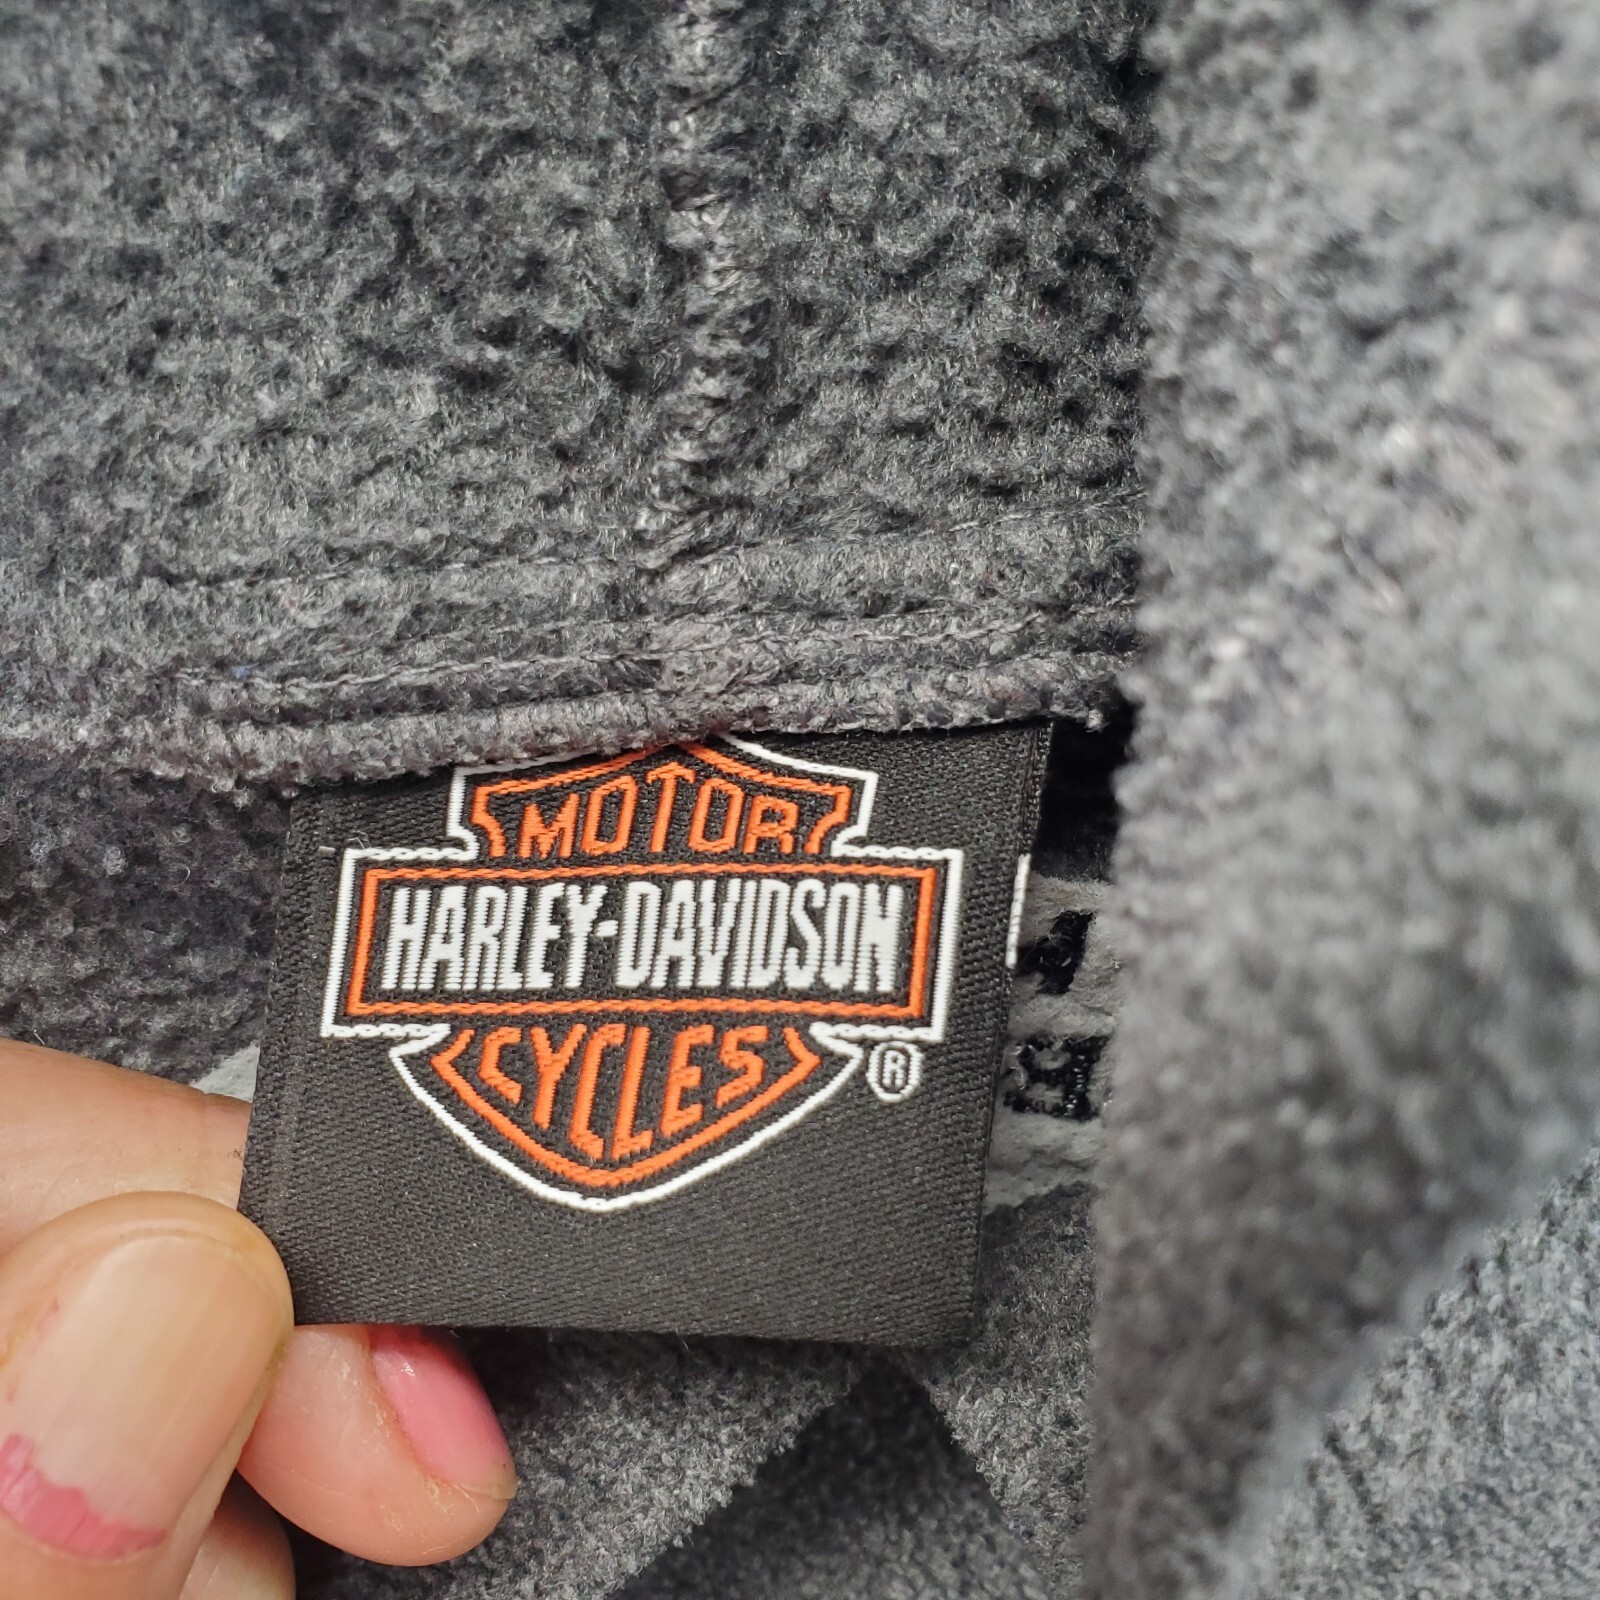 MOTOR
HARLEY-DAVIDSON
CYCLES
®